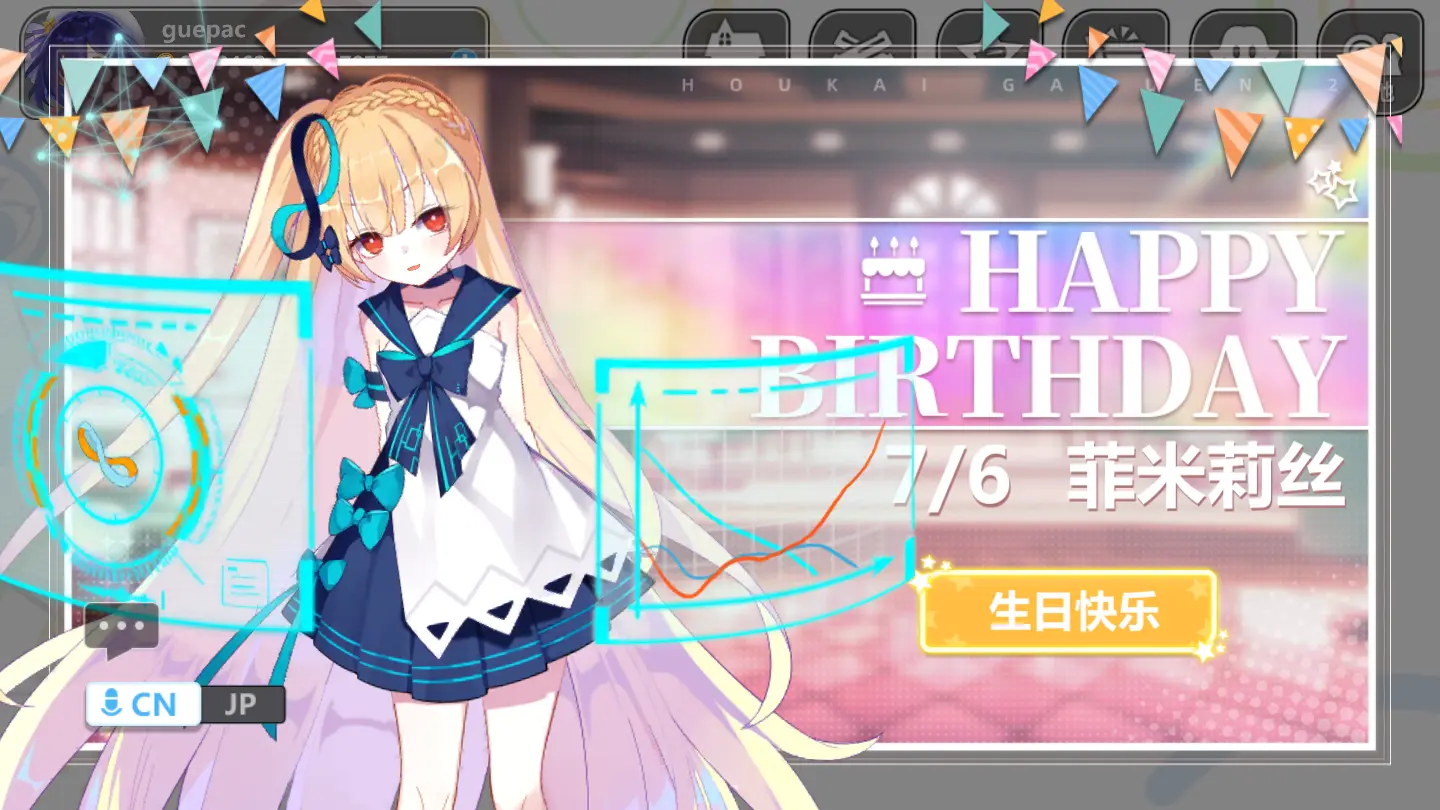 guepac
HOUKAI GAKUEN 2
HAPPY
BIRTHDAY
7/6 菲米莉丝
生日快乐
CN JP